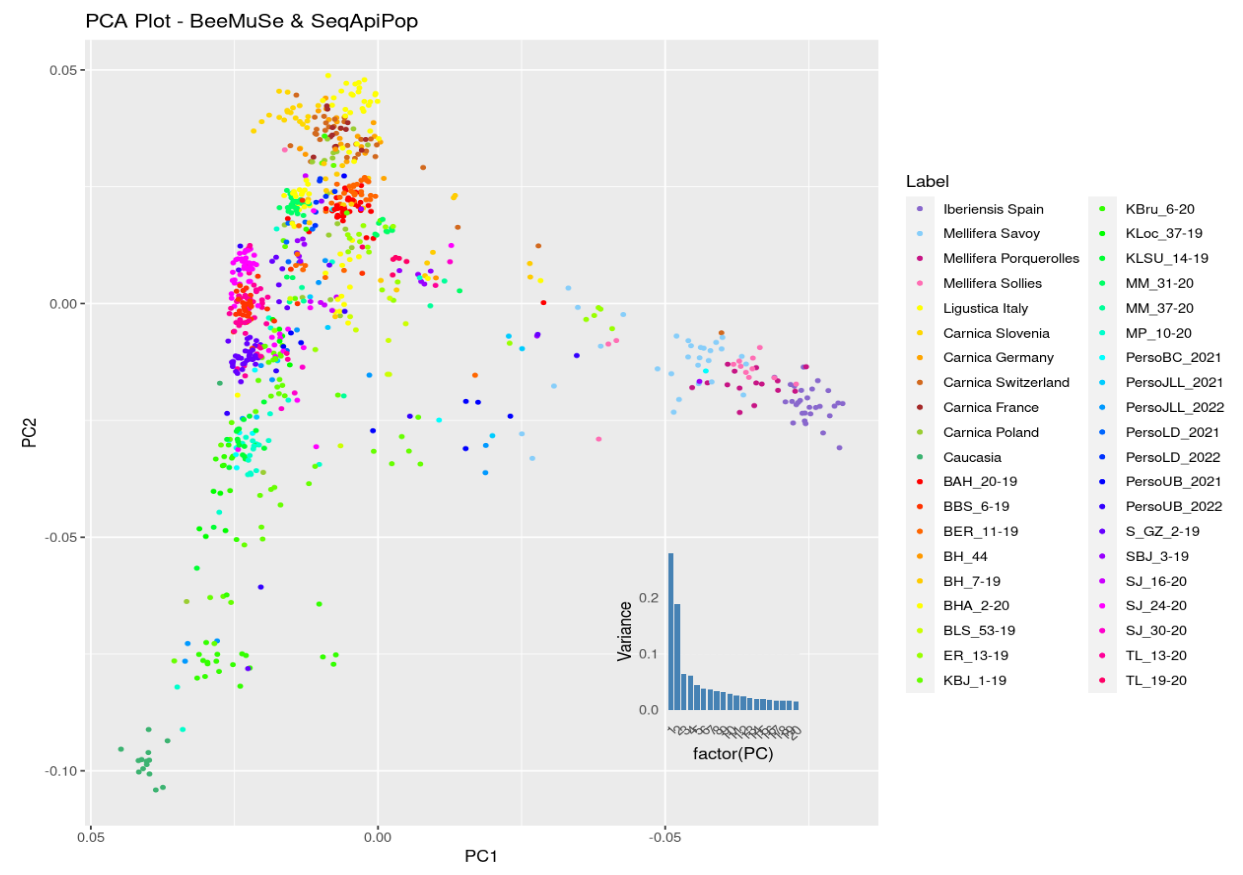 PCA Plot - BeeMuSe & SeqApiPop
0.05
0.00
-0.05
-0.10
PC2
0.05
0.00
-0.05
PC1
Variance
0.2
0.1
0.0
factor(PC)
Label
Iberiensis Spain
Mellifera Savoy
Mellifera Porquerolles
Mellifera Sollies
Ligustica Italy
Carnica Slovenia
Carnica Germany
Carnica Switzerland
Carnica France
Carnica Poland
Caucasia
BAH_20-19
BBS_6-19
BER_11-19
BH_44
BH_7-19
BHA_2-20
BLS_53-19
ER_13-19
KBJ_1-19
KBru_6-20
KLoc_37-19
KLSU_14-19
MM_31-20
MM_37-20
MP_10-20
PersoBC_2021
PersoJLL_2021
PersoJLL_2022
PersoLD_2021
PersoLD_2022
PersoUB_2021
PersoUB_2022
S_GZ_2-19
SBJ_3-19
SJ_16-20
SJ_24-20
SJ_30-20
TL_13-20
TL_19-20